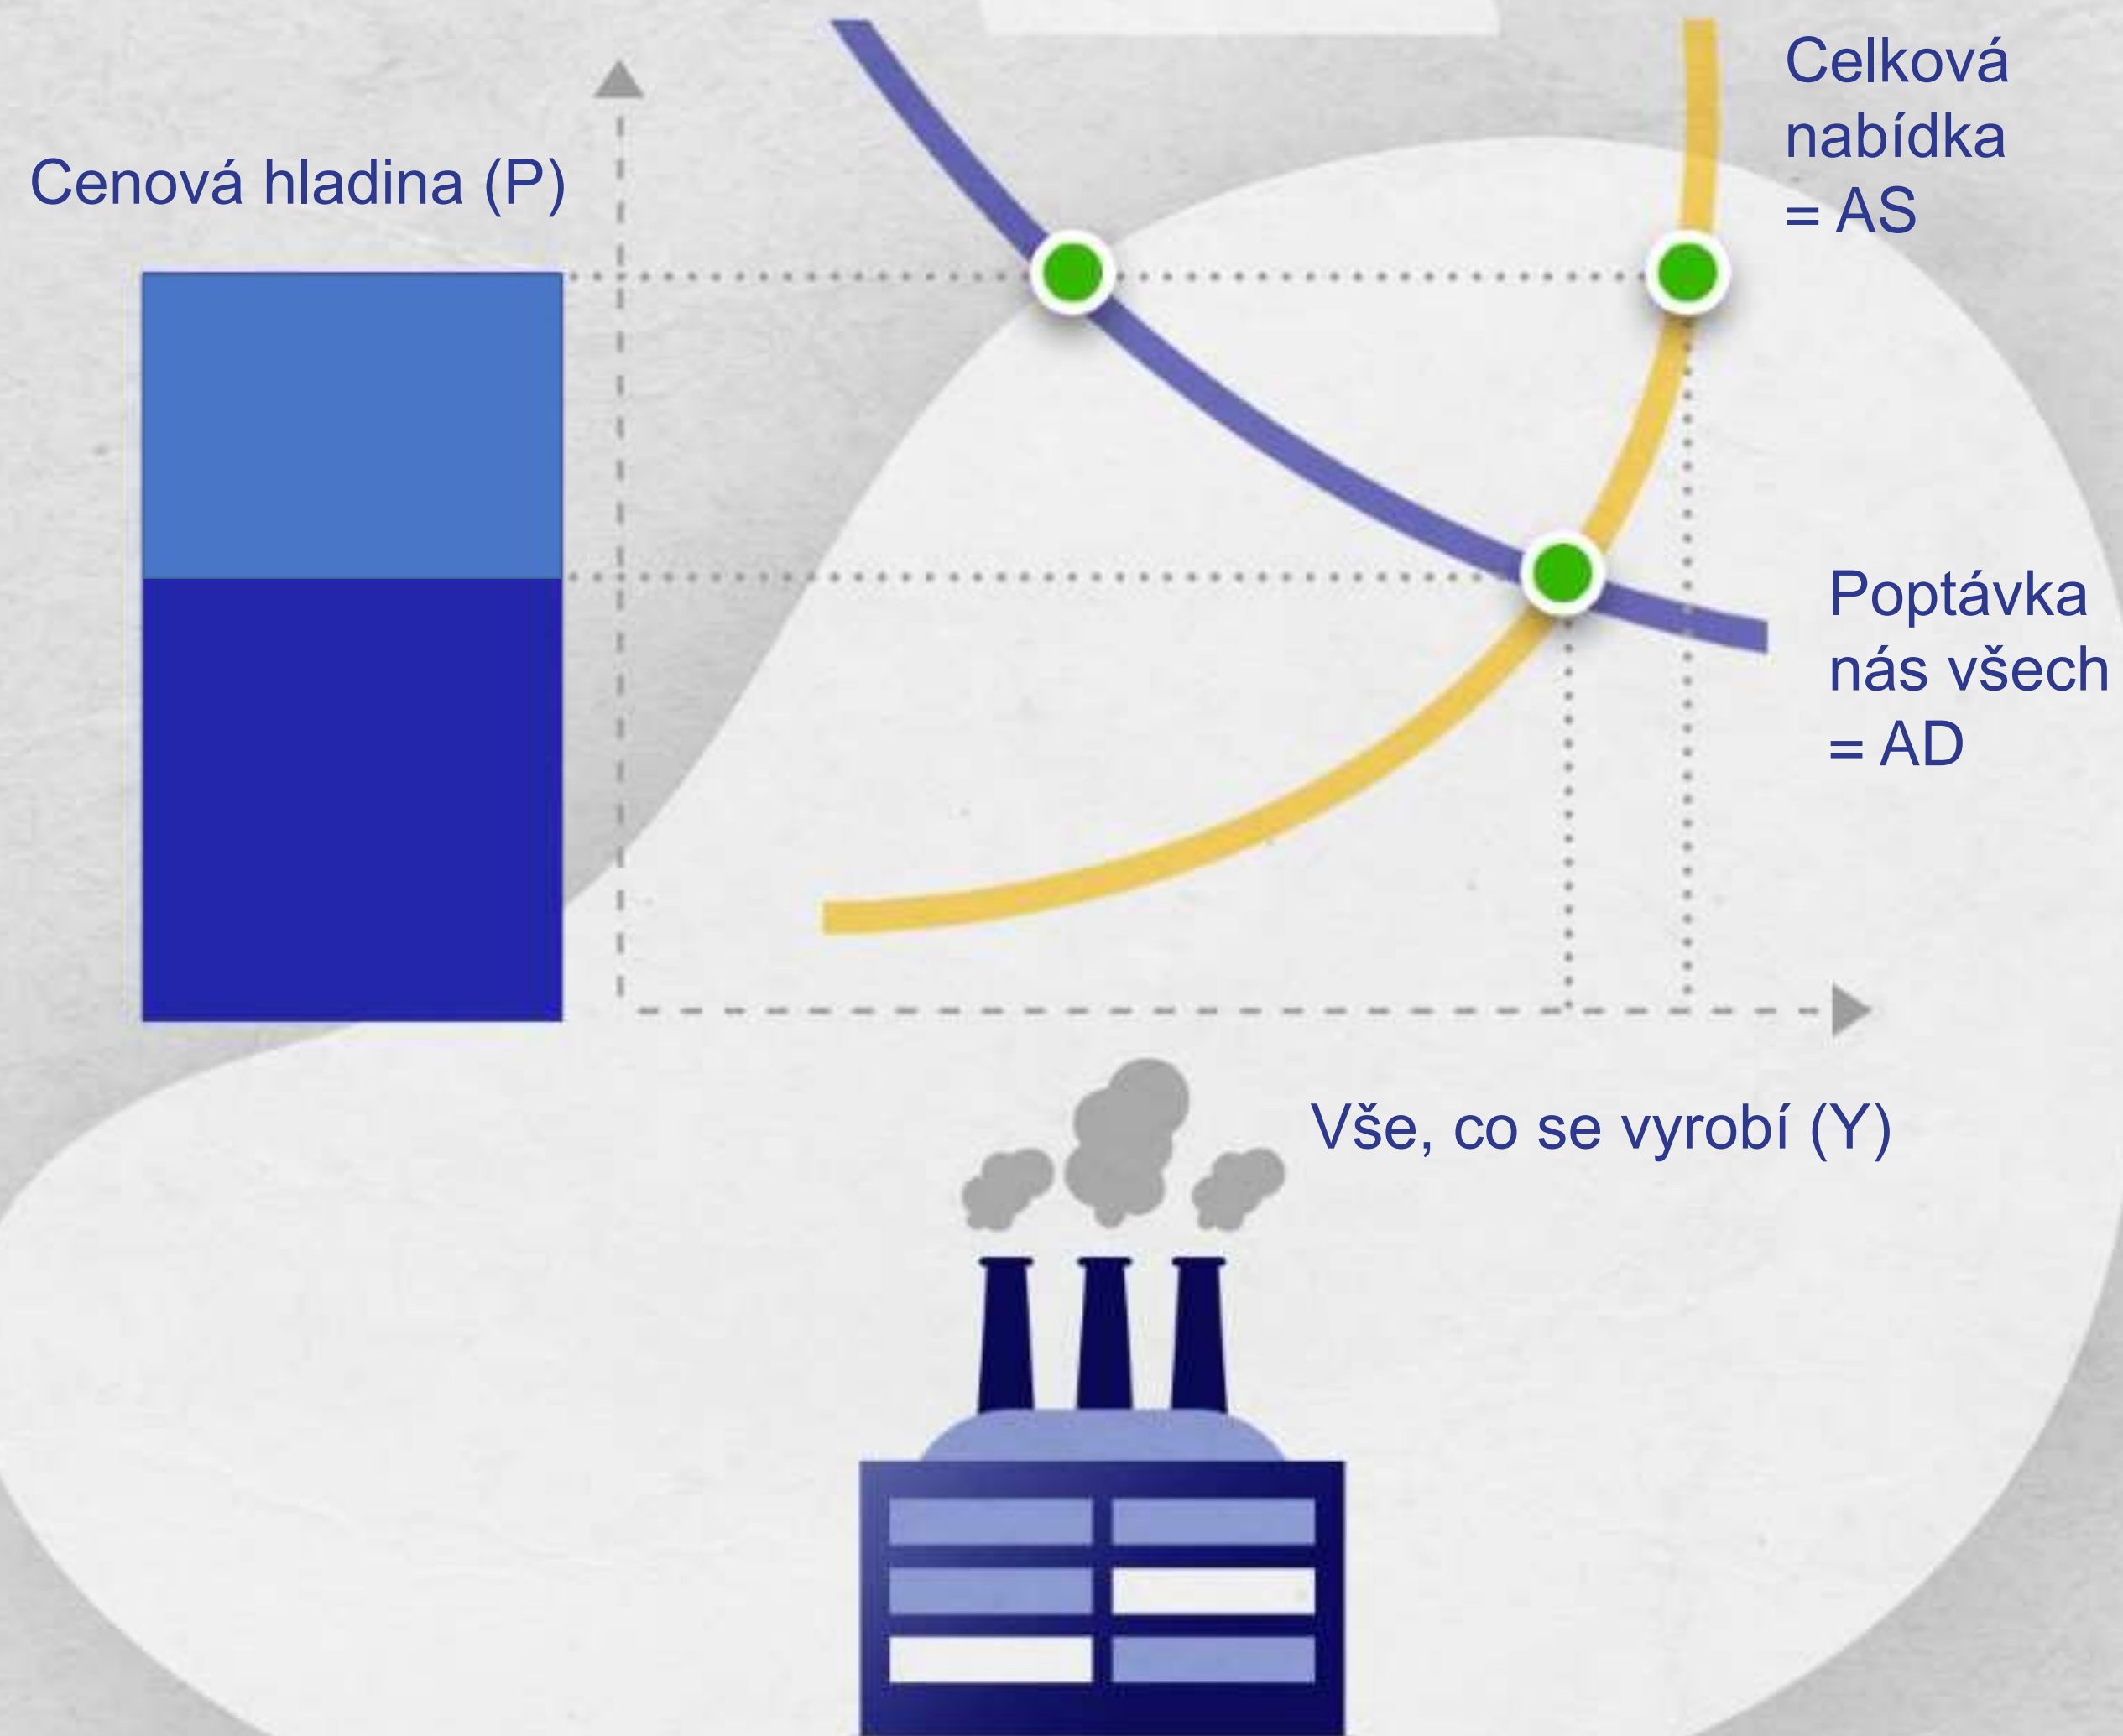 Celková
nabídka
= AS
Cenová hladina (P)
Poptávka
nás všech
= AD
Vše, co se vyrobí (Y)